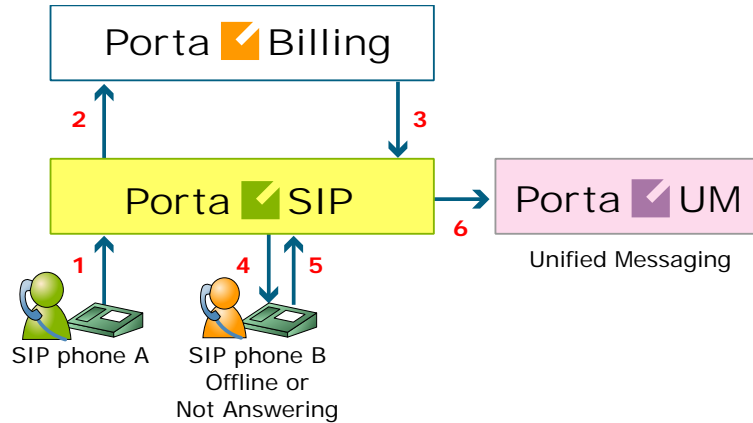 Porta Billing
2
3
Porta SIP
Porta UM
6
Unified Messaging
1
4
5
SIP phone A
SIP phone B
Offline or
Not Answering